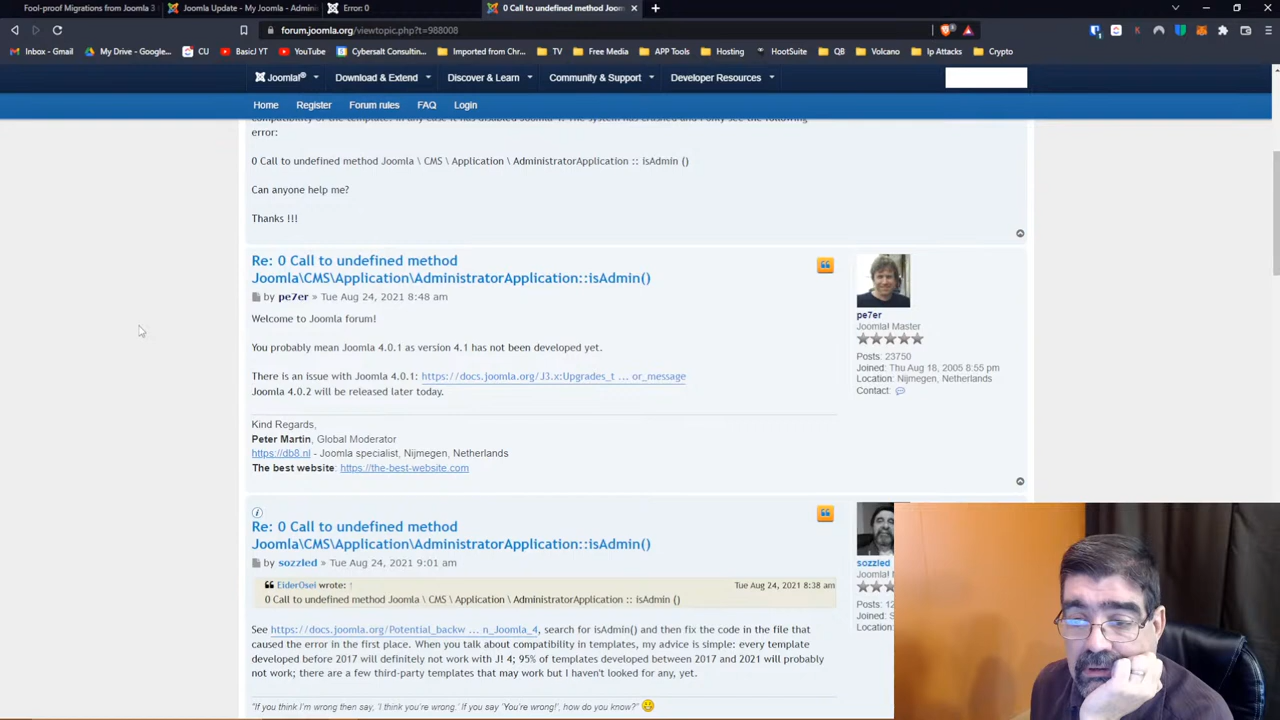 Fool-proof Migrations from Joomla 3
Joomla Update - My Joomla - Admini
Error: 0
0 Call to undefined method Joom
forum.joomla.org/viewtopic.php?t=988008
Inbox - Gmail
My Drive - Google...
CU
BasicJ YT
YouTube
Cybersalt Consulting...
Imported from Chr...
TV
Free Media
APP Tools
Hosting
HootSuite
QB
Volcano
Ip Attacks
Crypto
Joomla!®
Download & Extend
Discover & Learn
Community & Support
Developer Resources
Home
Register
Forum rules
FAQ
Login
error:
0 Call to undefined method Joomla \ CMS \ Application \ AdministratorApplication :: isAdmin ()
Can anyone help me?
Thanks !!!
Re: 0 Call to undefined method
Joomla\CMS\Application\AdministratorApplication::isAdmin()
by pe7er » Tue Aug 24, 2021 8:48 am
Welcome to Joomla forum!
You probably mean Joomla 4.0.1 as version 4.1 has not been developed yet.
There is an issue with Joomla 4.0.1: https://docs.joomla.org/J3.x:Upgrades_t ... or_message
Joomla 4.0.2 will be released later today.
Kind Regards,
Peter Martin, Global Moderator
https://db8.nl - Joomla specialist, Nijmegen, Netherlands
The best website: https://the-best-website.com
pe7er
Joomla! Master
Posts: 23750
Joined: Thu Aug 18, 2005 8:55 pm
Location: Nijmegen, Netherlands
Contact:
Re: 0 Call to undefined method
Joomla\CMS\Application\AdministratorApplication::isAdmin()
by sozzled » Tue Aug 24, 2021 9:01 am
EiderOsei wrote: ↑
Tue Aug 24, 2021 8:38 am
0 Call to undefined method Joomla \ CMS \ Application \ AdministratorApplication :: isAdmin ()
See https://docs.joomla.org/Potential_backw ... n_Joomla_4, search for isAdmin() and then fix the code in the file that
caused the error in the first place. When you talk about compatibility in templates, my advice is simple: every template
developed before 2017 will definitely not work with J! 4; 95% of templates developed between 2017 and 2021 will probably
not work; there are a few third-party templates that may work but I haven't looked for any, yet.
"If you think I'm wrong then say, 'I think you're wrong.' If you say 'You're wrong!', how do you know?"
sozzled
Joomla! M
Posts: 12
Joined: S
Location: